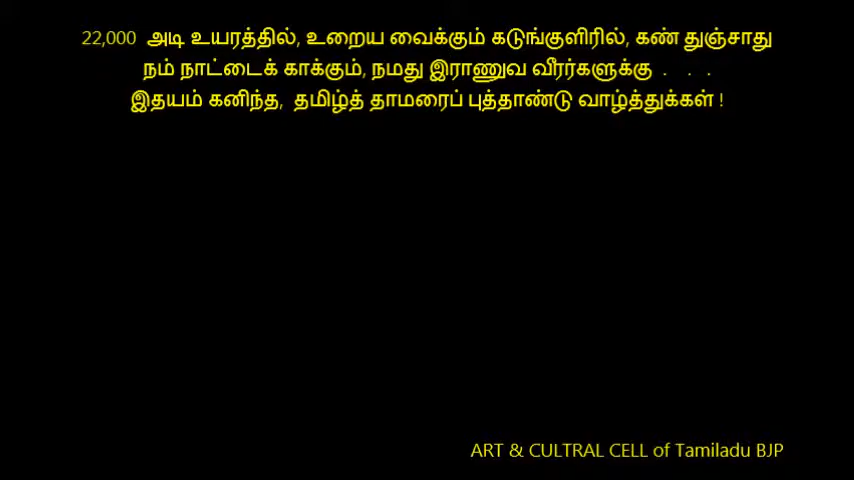 22,000 அடி உயரத்தில், உறைய வைக்கும் கடுங்குளிரில், கண் துஞ்சாது
நம் நாட்டைக் காக்கும், நமது இராணுவ வீரர்களுக்கு . . .
இதயம் கனிந்த, தமிழ்த் தாமரைப் புத்தாண்டு வாழ்த்துக்கள் !
ART & CULTRAL CELL of Tamiladu BJP